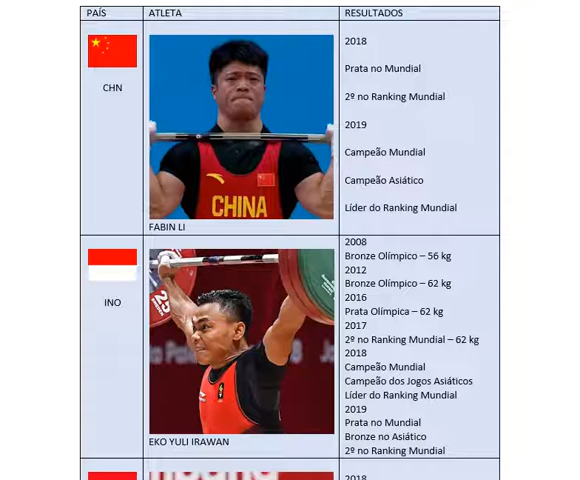 PAÍS ATLETA RESULTADOS
CHN
CHINA
FABIN LI
2018
Prata no Mundial
2º no Ranking Mundial
2019
Campeão Mundial
Campeão Asiático
Líder do Ranking Mundial
INO
25
EKO YULI IRAWAN
2008
Bronze Olímpico – 56 kg
2012
Bronze Olímpico – 62 kg
2016
Prata Olímpica – 62 kg
2017
2º no Ranking Mundial – 62 kg
2018
Campeão Mundial
Campeão dos Jogos Asiáticos
Líder do Ranking Mundial
2019
Prata no Mundial
Bronze no Asiático
2º no Ranking Mundial
2018